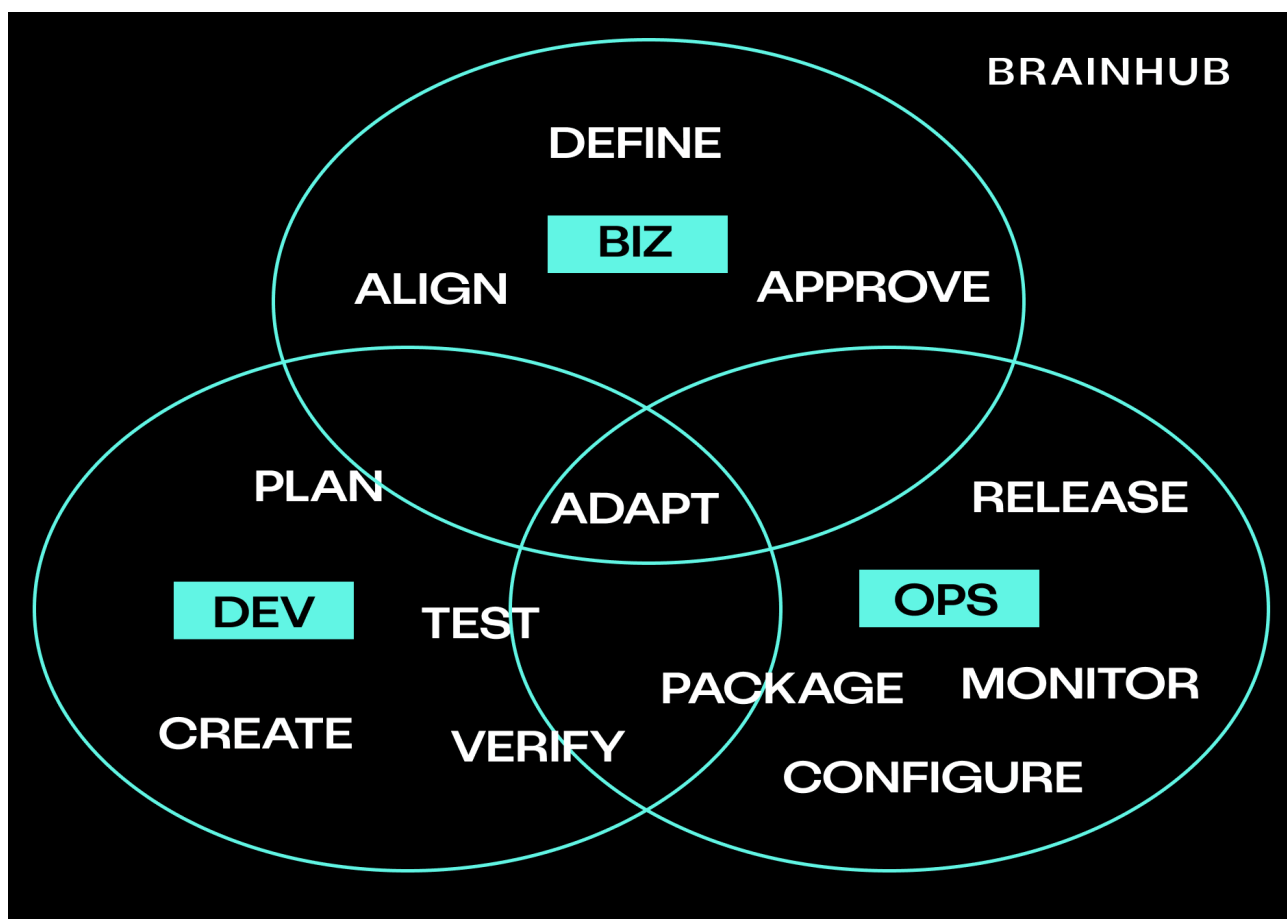 BRAINHUB
DEFINE
BIZ
ALIGN
APPROVE
PLAN
ADAPT
RELEASE
DEV
TEST
OPS
PACKAGE
MONITOR
CREATE
VERIFY
CONFIGURE